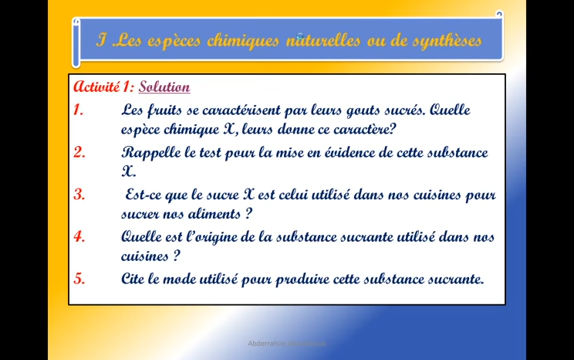 I Les espèces chimiques naturelles ou de synthèses
Activité 1: Solution
1. Les fruits se caractérisent par leurs gouts sucrés. Quelle
espèce chimique X, leurs donne ce caractère?
2. Rappelle le test pour la mise en évidence de cette substance
X.
3. Est-ce que le sucre X est celui utilisé dans nos cuisines pour
sucrer nos aliments ?
4. Quelle est l'origine de la substance sucrante utilisé dans nos
cuisines ?
5. Cite le mode utilisé pour produire cette substance sucrante.